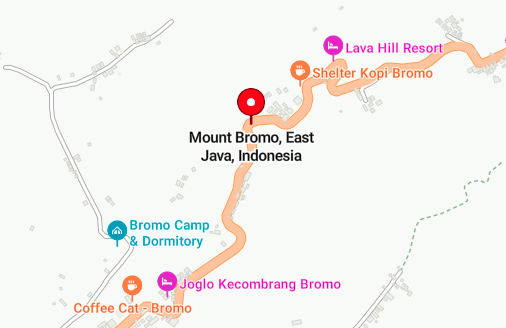 Lava Hill Resort
Shelter Kopi Bromo
Mount Bromo, East
Java, Indonesia
Bromo Camp
& Dormitory
Joglo Kecombrang Bromo
Coffee Cat - Bromo